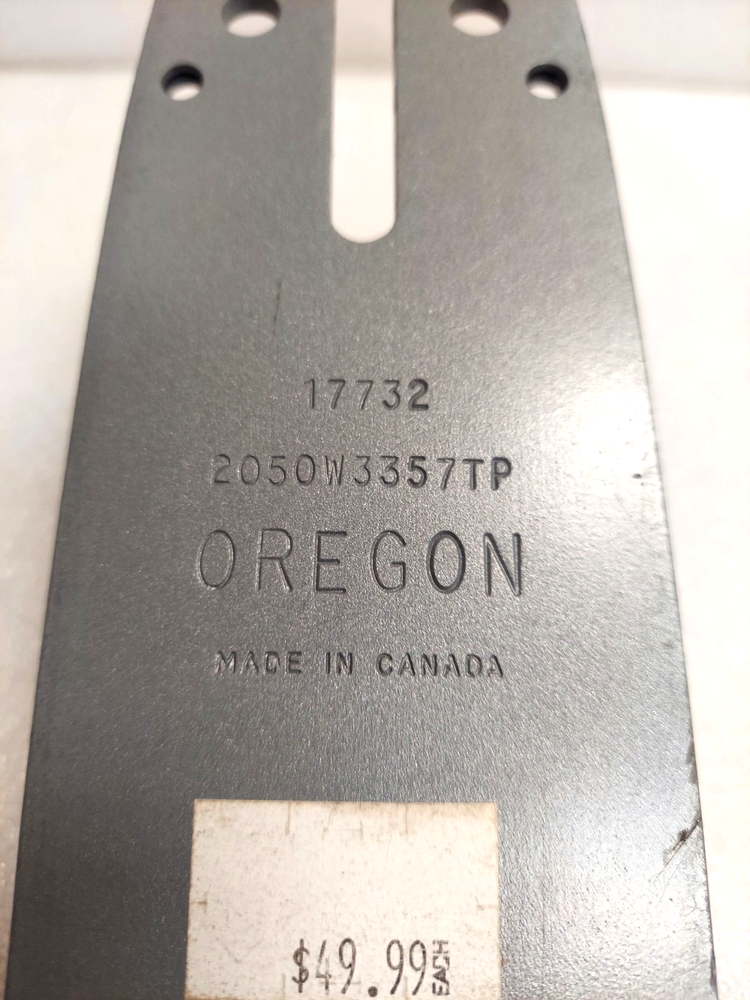 17732
2050W3357TP
OREGON
MADE IN CANADA
$49.99 EACH